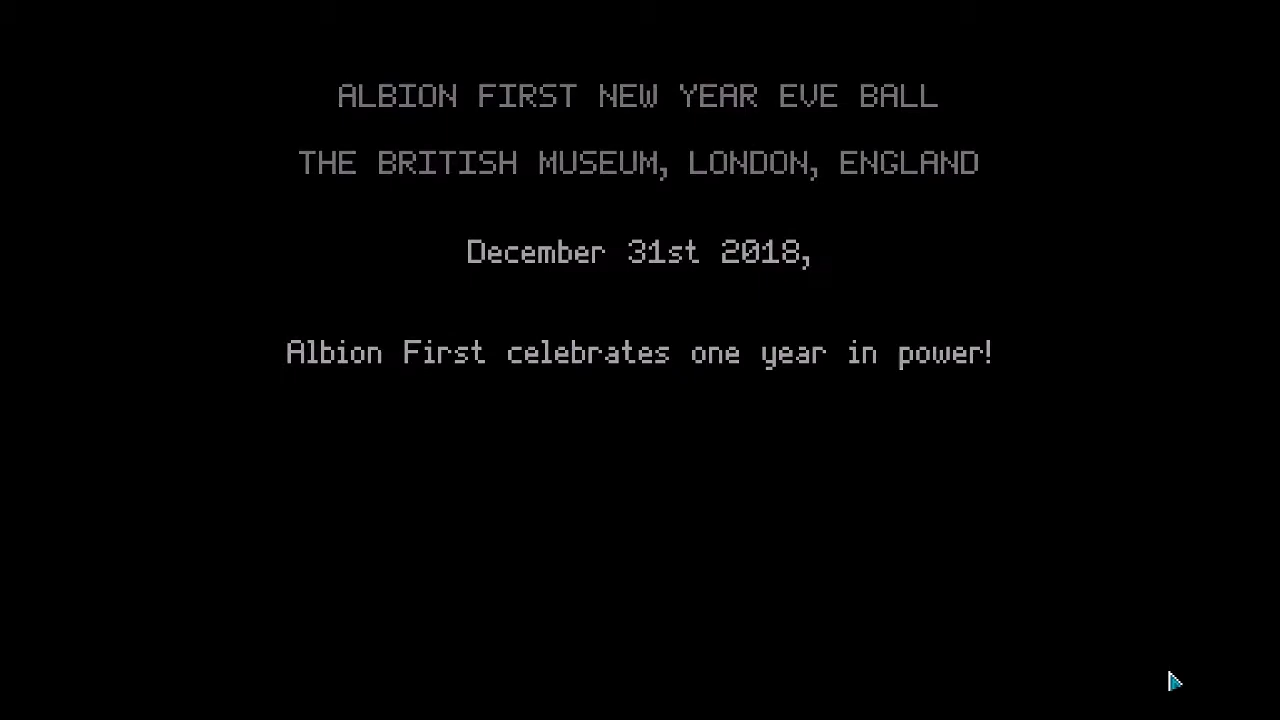 ALBION FIRST NEW YEAR EVE BALL
THE BRITISH MUSEUM, LONDON, ENGLAND
December 31st 2018,
Albion First celebrates one year in power!